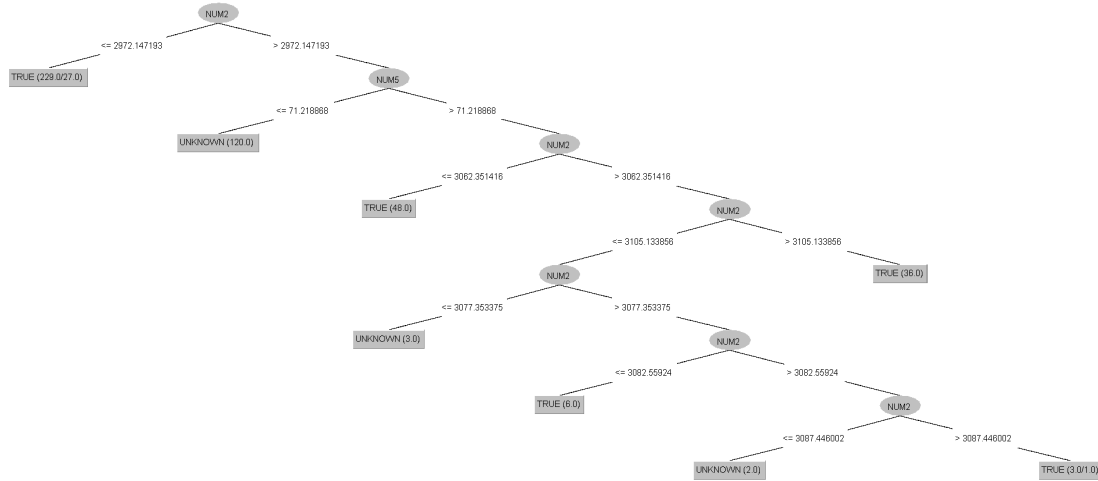 NUM2
<= 2972.147193 > 2972.147193
TRUE (229.0/27.0)
NUM5
<= 71.218868 > 71.218868
UNKNOWN (120.0)
NUM2
<= 3062.351416 > 3062.351416
TRUE (48.0)
NUM2
<= 3105.133856 > 3105.133856
NUM2
TRUE (36.0)
<= 3077.353375 > 3077.353375
UNKNOWN (3.0)
NUM2
<= 3082.55924 > 3082.55924
TRUE (6.0)
NUM2
<= 3087.446002 > 3087.446002
UNKNOWN (2.0) TRUE (3.0/1.0)